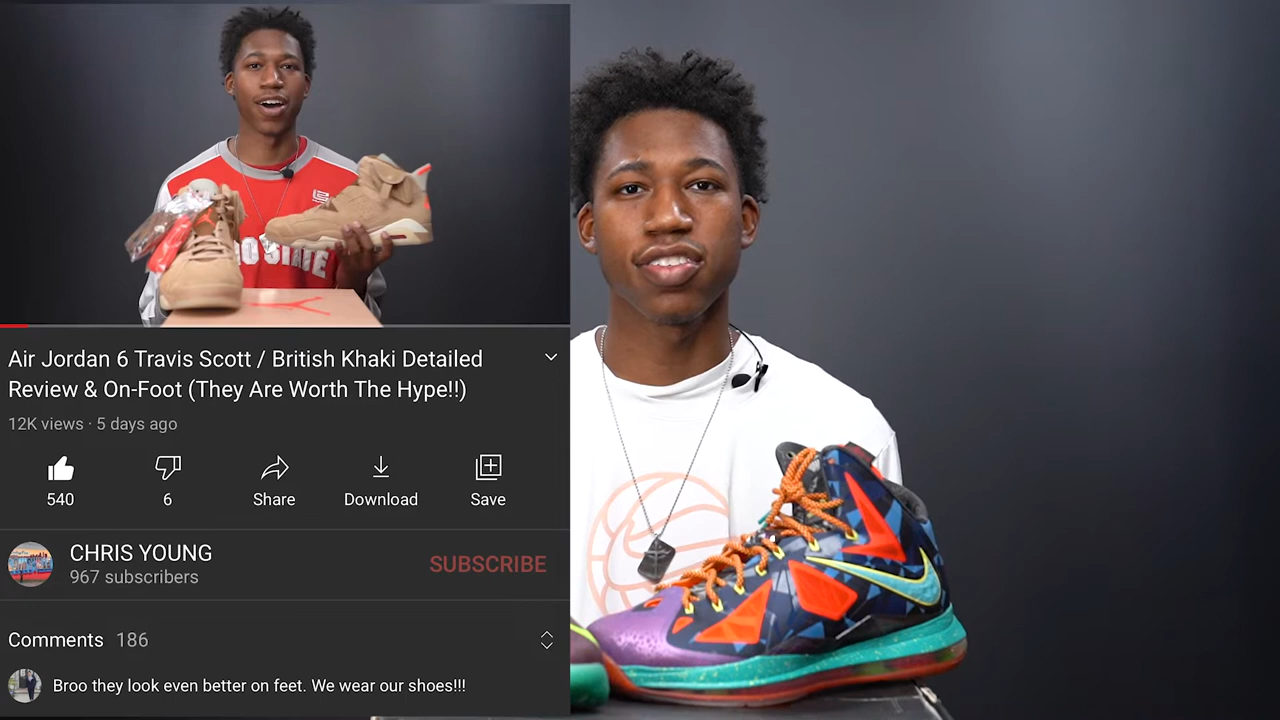 Air Jordan 6 Travis Scott / British Khaki Detailed
Review & On-Foot (They Are Worth The Hype!!)
12K views · 5 days ago
540
6
Share
Download
Save
CHRIS YOUNG
967 subscribers
SUBSCRIBE
Comments 186
Broo they look even better on feet. We wear our shoes!!!